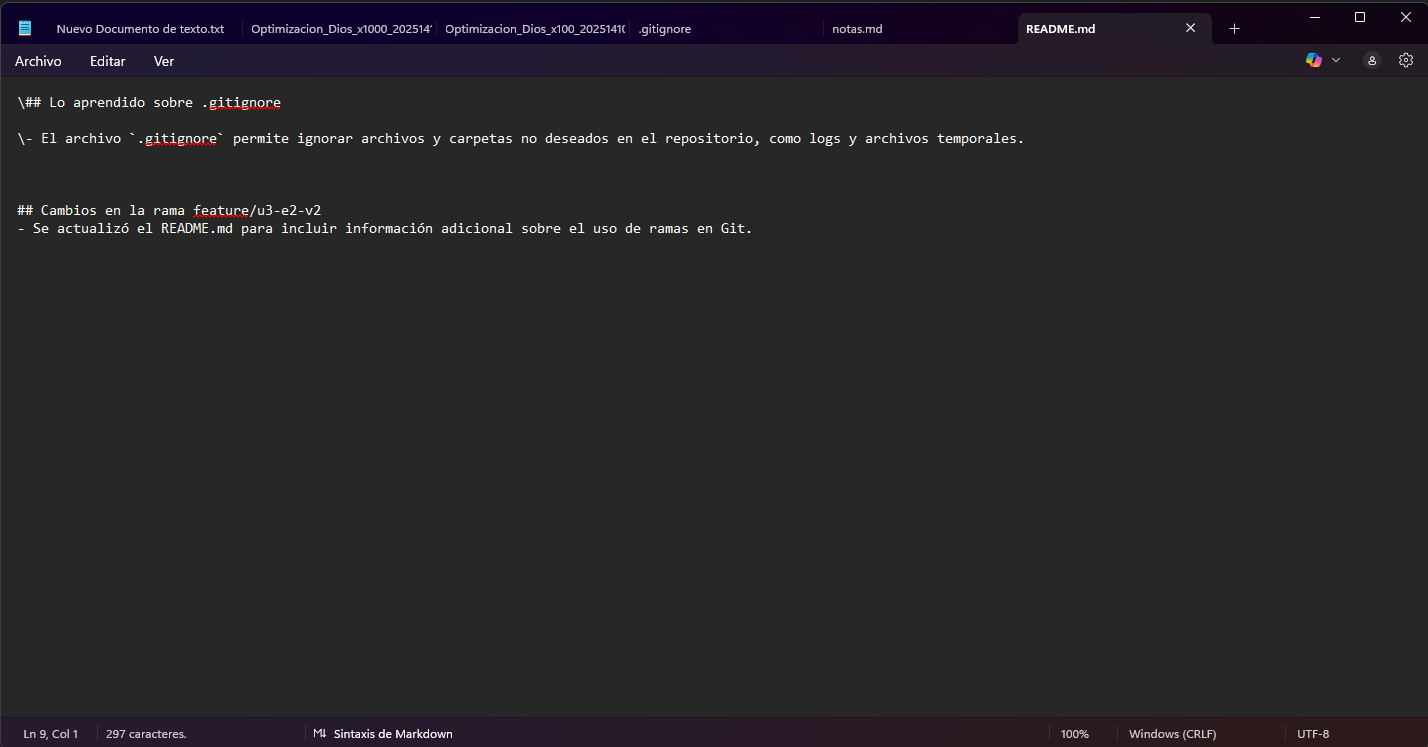 Nuevo Documento de texto.txt
Optimizacion_Dios_x1000_2025141
Optimizacion_Dios_x100_20251410
.gitignore
notas.md
README.md
Archivo
Editar
Ver
\## Lo aprendido sobre .gitignore
\- El archivo `.gitignore` permite ignorar archivos y carpetas no deseados en el repositorio, como logs y archivos temporales.
## Cambios en la rama feature/u3-e2-v2
- Se actualizó el README.md para incluir información adicional sobre el uso de ramas en Git.
Ln 9, Col 1
297 caracteres.
M↓ Sintaxis de Markdown
100%
Windows (CRLF)
UTF-8